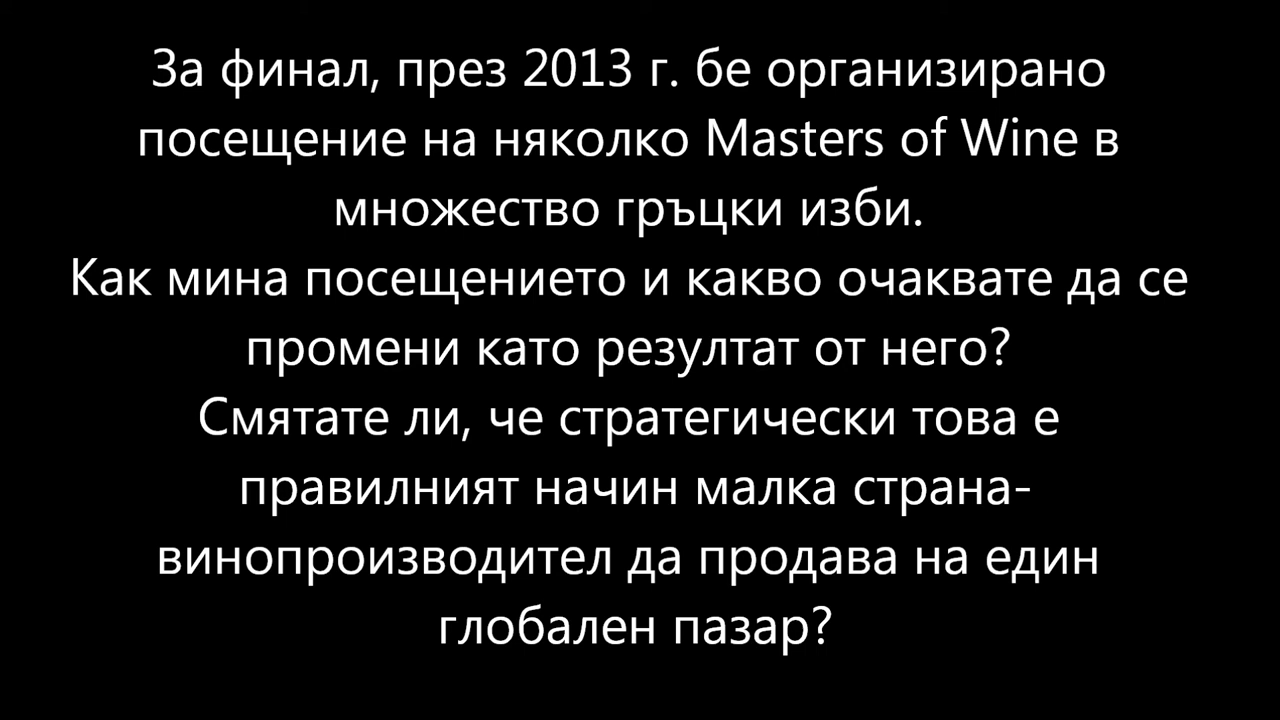 За финал, през 2013 г. бе организирано
посещение на няколко Masters of Wine в
множество гръцки изби.
Как мина посещението и какво очаквате да се
промени като резултат от него?
Смятате ли, че стратегически това е
правилният начин малка страна-
винопроизводител да продава на един
глобален пазар?